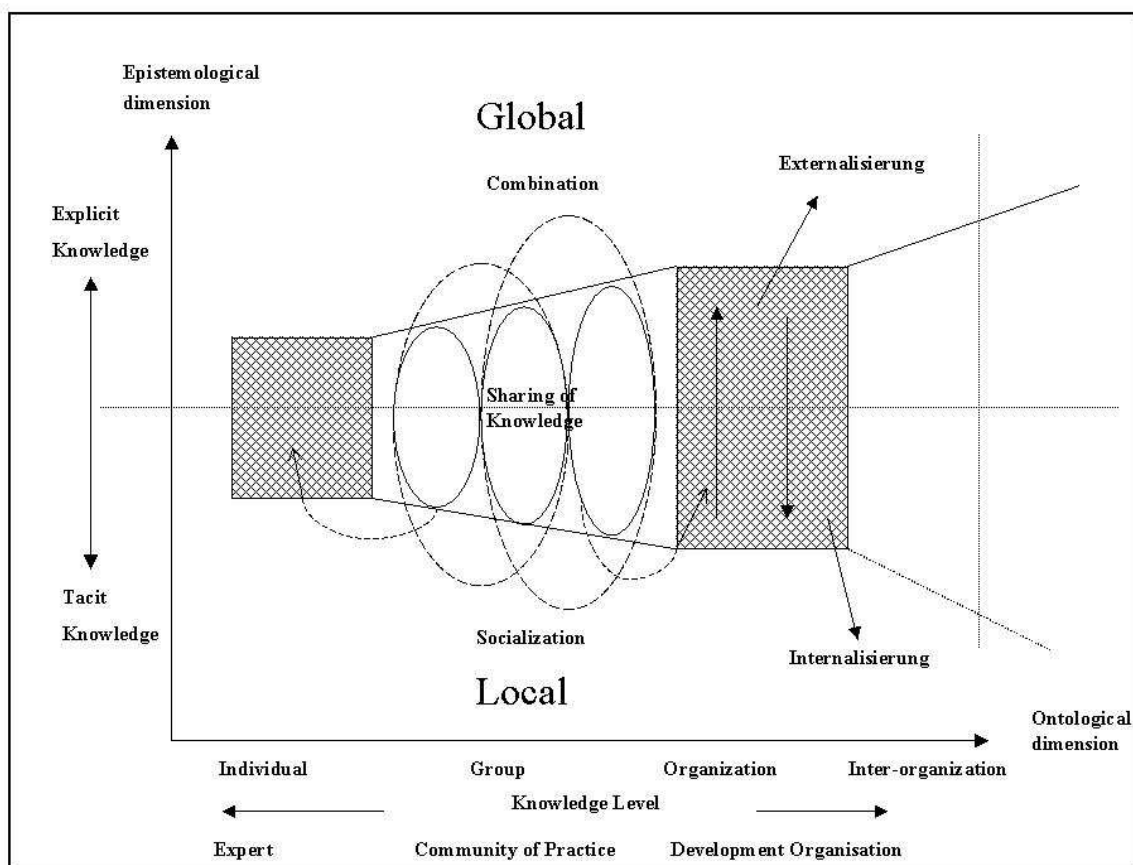 Epistemological
dimension
Global
Externalisierung
Combination
Explicit
Knowledge
Sharing of
Knowledge
Tacit
Knowledge
Socialization
Internalisierung
Local
Ontological
dimension
Individual
Group
Organization
Inter-organization
Knowledge Level
Expert
Community of Practice
Development Organisation